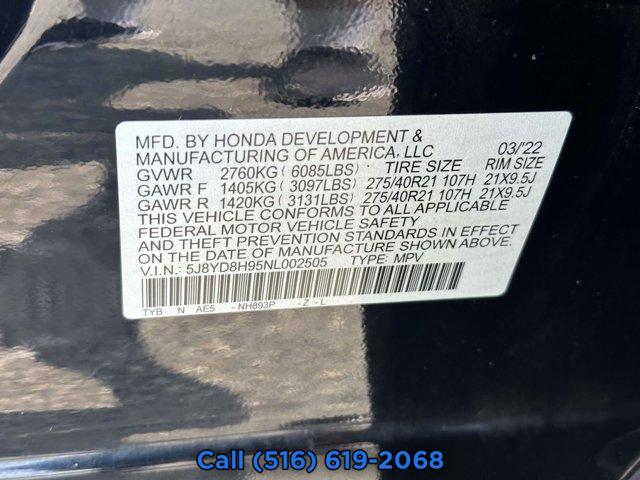 MFD. BY HONDA DEVELOPMENT & 03/'22
MANUFACTURING OF AMERICA, LLC
GVWR 2760KG ( 6085LBS) TIRE SIZE RIM SIZE
GAWR F 1405KG ( 3097LBS) 275/40R21 107H 21X9.5J
GAWR R 1420KG ( 3131LBS) 275/40R21 107H 21X9.5J
THIS VEHICLE CONFORMS TO ALL APPLICABLE
FEDERAL MOTOR VEHICLE SAFETY
AND THEFT PREVENTION STANDARDS IN EFFECT
ON THE DATE OF MANUFACTURE SHOWN ABOVE.
V.I.N.: 5J8YD8H95NL002505 TYPE: MPV
TYB N AE5 -NH893P -Z -L
Call (516) 619-2068